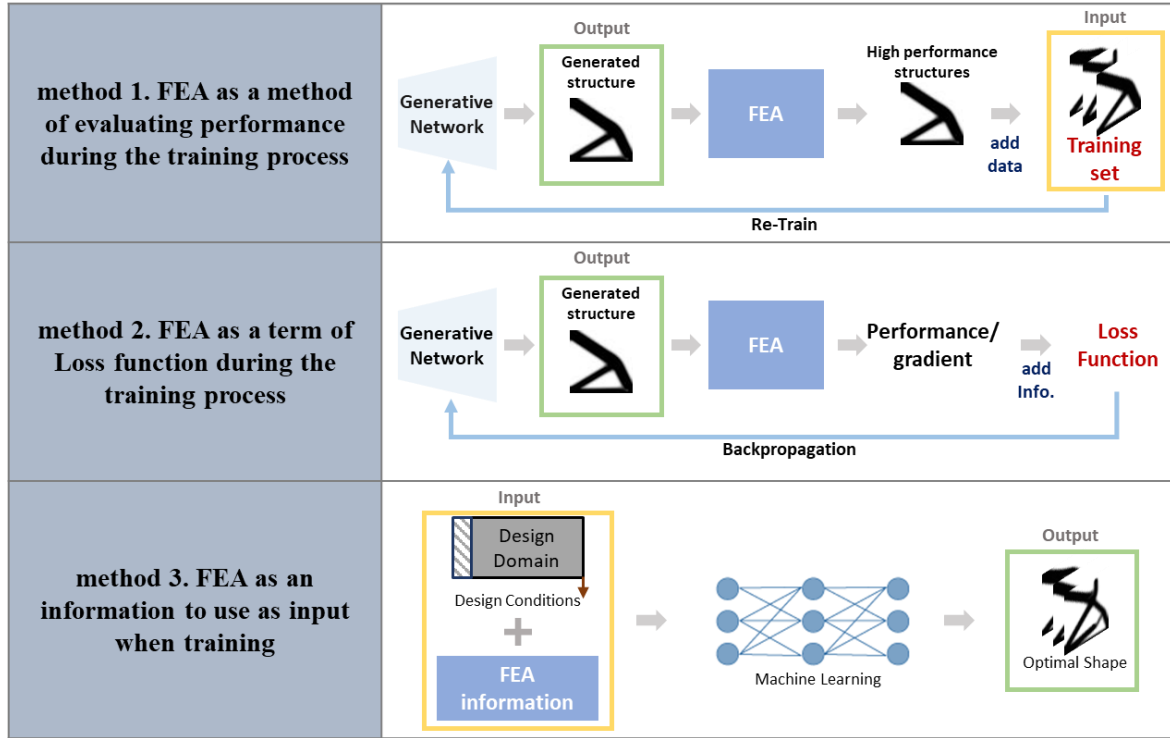 method 1. FEA as a method
of evaluating performance
during the training process
Output
Input
Generative
Network
Generated
structure
FEA
High performance
structures
add
data
Training
set
Re-Train
method 2. FEA as a term of
Loss function during the
training process
Output
Generative
Network
Generated
structure
FEA
Performance/
gradient
add
Info.
Loss
Function
Backpropagation
method 3. FEA as an
information to use as input
when training
Input
Design
Domain
Design Conditions
+
FEA
information
Machine Learning
Output
Optimal Shape